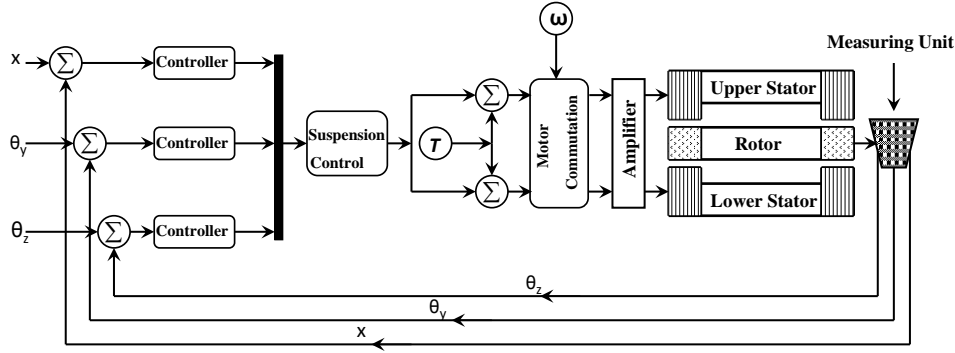 ω
Measuring Unit
x
∑
Controller
Upper Stator
θy
∑
Controller
Suspension
Control
∑
T
∑
Motor
Commutation
Amplifier
Rotor
θz
∑
Controller
Lower Stator
θz
θy
x